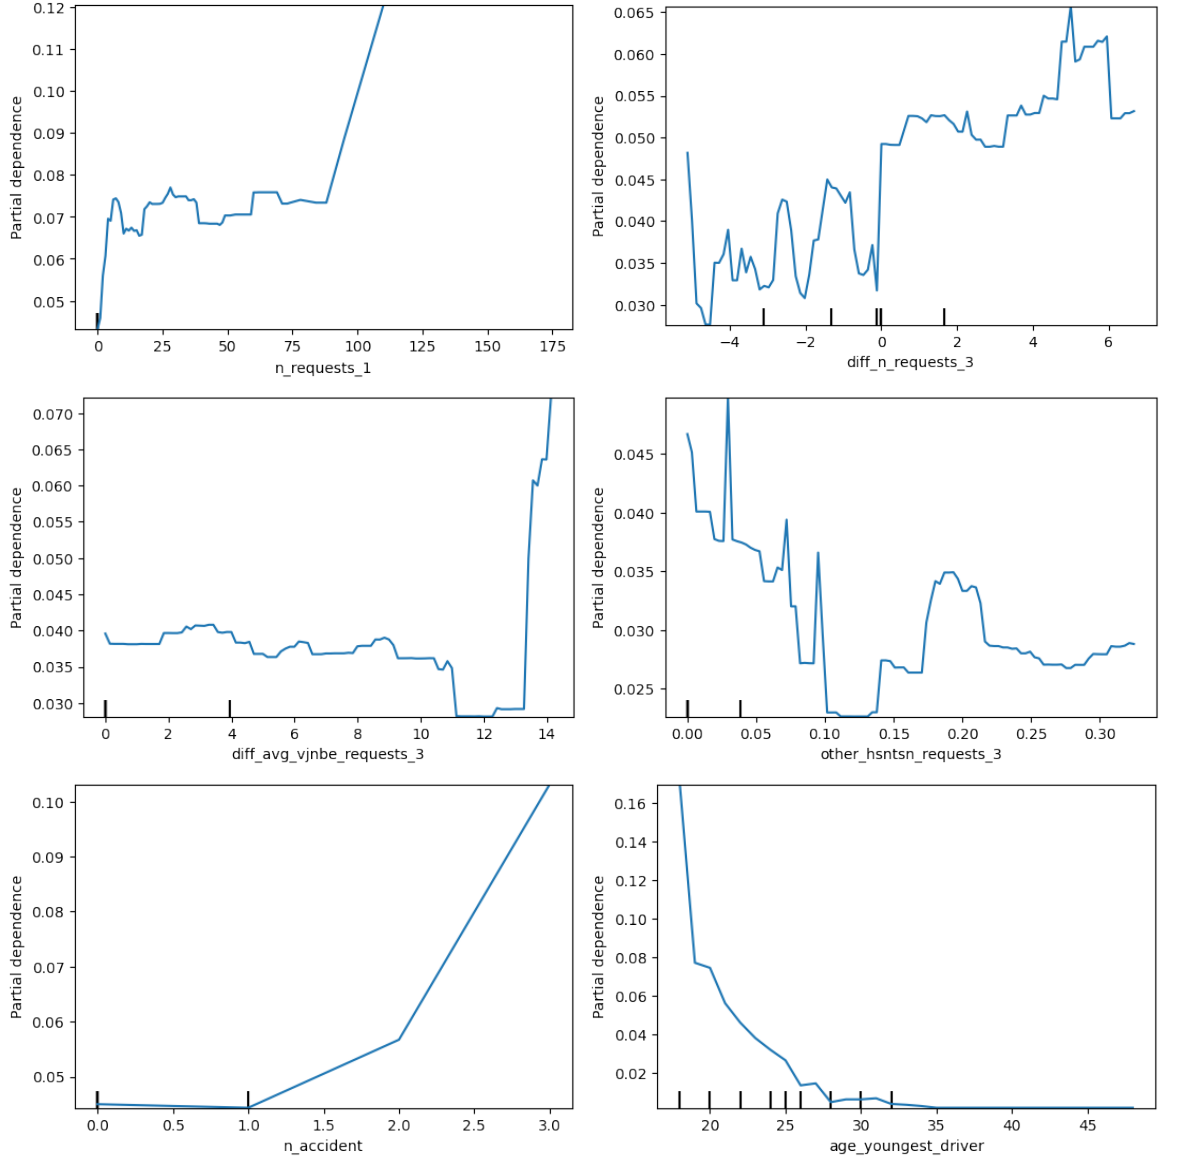 0.12
0.11
0.10
0.09
0.08
0.07
0.06
0.05
Partial dependence
0 25 50 75 100 125 150 175
n_requests_1
0.065
0.060
0.055
0.050
0.045
0.040
0.035
0.030
Partial dependence
−4 −2 0 2 4 6
diff_n_requests_3
0.070
0.065
0.060
0.055
0.050
0.045
0.040
0.035
0.030
Partial dependence
0 2 4 6 8 10 12 14
diff_avg_vjnbe_requests_3
0.045
0.040
0.035
0.030
0.025
Partial dependence
0.00 0.05 0.10 0.15 0.20 0.25 0.30
other_hsntsn_requests_3
0.10
0.09
0.08
0.07
0.06
0.05
Partial dependence
0.0 0.5 1.0 1.5 2.0 2.5 3.0
n_accident
0.16
0.14
0.12
0.10
0.08
0.06
0.04
0.02
Partial dependence
20 25 30 35 40 45
age_youngest_driver